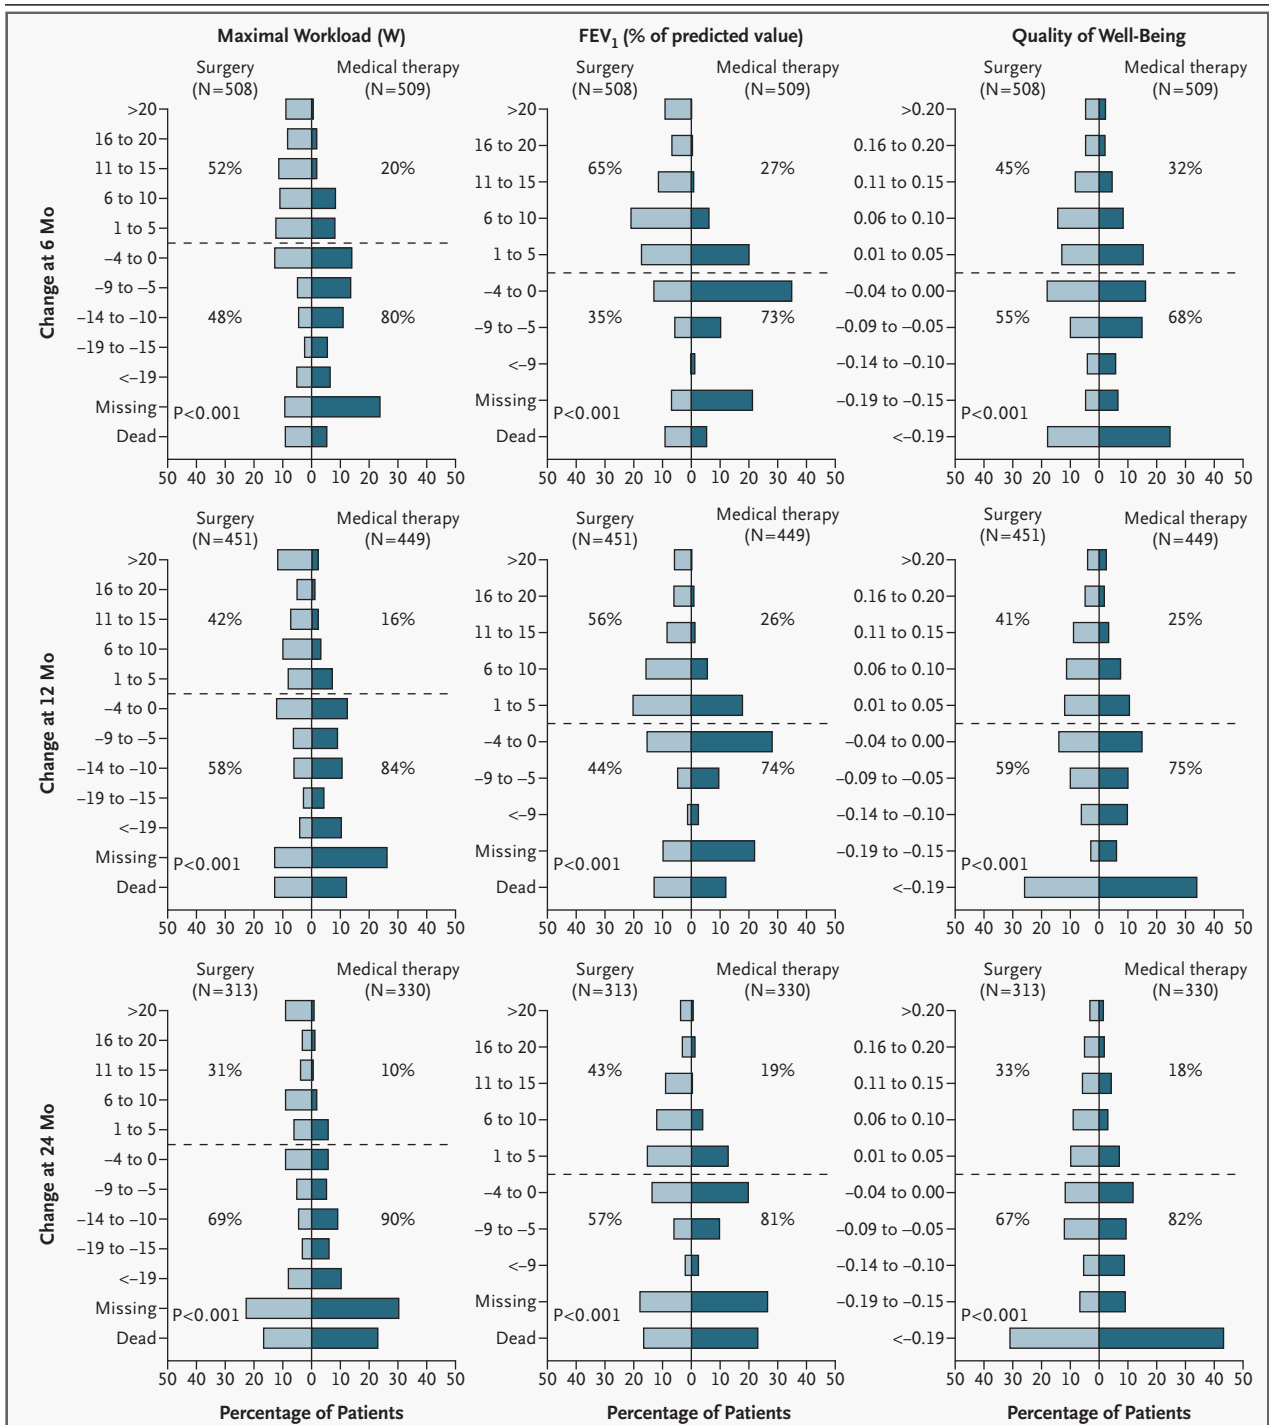 Maximal Workload (W)
FEV1 (% of predicted value)
Quality of Well-Being
Change at 6 Mo
Surgery
(N=508)
Medical therapy
(N=509)
>20
16 to 20
11 to 15
6 to 10
1 to 5
–4 to 0
–9 to –5
–14 to –10
–19 to –15
<–19
Missing
Dead
52%
20%
48%
80%
P<0.001
50 40 30 20 10 0 10 20 30 40 50
Surgery
(N=508)
Medical therapy
(N=509)
>20
16 to 20
11 to 15
6 to 10
1 to 5
–4 to 0
–9 to –5
<–9
Missing
Dead
65%
27%
35%
73%
P<0.001
50 40 30 20 10 0 10 20 30 40 50
Surgery
(N=508)
Medical therapy
(N=509)
>0.20
0.16 to 0.20
0.11 to 0.15
0.06 to 0.10
0.01 to 0.05
–0.04 to 0.00
–0.09 to –0.05
–0.14 to –0.10
–0.19 to –0.15
<–0.19
45%
32%
55%
68%
P<0.001
50 40 30 20 10 0 10 20 30 40 50
Change at 12 Mo
Surgery
(N=451)
Medical therapy
(N=449)
>20
16 to 20
11 to 15
6 to 10
1 to 5
–4 to 0
–9 to –5
–14 to –10
–19 to –15
<–19
Missing
Dead
42%
16%
58%
84%
P<0.001
50 40 30 20 10 0 10 20 30 40 50
Surgery
(N=451)
Medical therapy
(N=449)
>20
16 to 20
11 to 15
6 to 10
1 to 5
–4 to 0
–9 to –5
<–9
Missing
Dead
56%
26%
44%
74%
P<0.001
50 40 30 20 10 0 10 20 30 40 50
Surgery
(N=451)
Medical therapy
(N=449)
>0.20
0.16 to 0.20
0.11 to 0.15
0.06 to 0.10
0.01 to 0.05
–0.04 to 0.00
–0.09 to –0.05
–0.14 to –0.10
–0.19 to –0.15
<–0.19
41%
25%
59%
75%
P<0.001
50 40 30 20 10 0 10 20 30 40 50
Change at 24 Mo
Surgery
(N=313)
Medical therapy
(N=330)
>20
16 to 20
11 to 15
6 to 10
1 to 5
–4 to 0
–9 to –5
–14 to –10
–19 to –15
<–19
Missing
Dead
31%
10%
69%
90%
P<0.001
50 40 30 20 10 0 10 20 30 40 50
Percentage of Patients
Surgery
(N=313)
Medical therapy
(N=330)
>20
16 to 20
11 to 15
6 to 10
1 to 5
–4 to 0
–9 to –5
<–9
Missing
Dead
43%
19%
57%
81%
P<0.001
50 40 30 20 10 0 10 20 30 40 50
Percentage of Patients
Surgery
(N=313)
Medical therapy
(N=330)
>0.20
0.16 to 0.20
0.11 to 0.15
0.06 to 0.10
0.01 to 0.05
–0.04 to 0.00
–0.09 to –0.05
–0.14 to –0.10
–0.19 to –0.15
<–0.19
33%
18%
67%
82%
P<0.001
50 40 30 20 10 0 10 20 30 40 50
Percentage of Patients